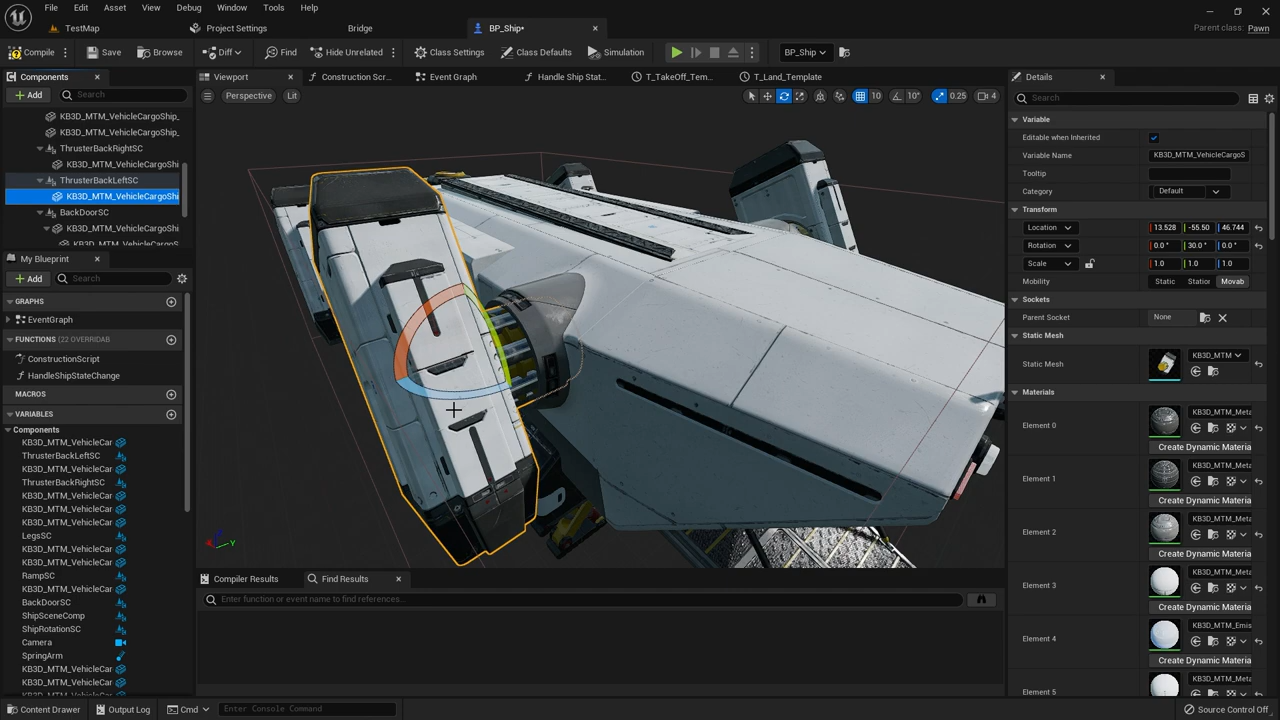 File Edit Asset View Debug Window Tools Help
TestMap Project Settings Bridge BP_Ship•
Parent class: Pawn
Compile Save Browse Diff Find Hide Unrelated Class Settings Class Defaults Simulation BP_Ship
Components
Add Search
KB3D_MTM_VehicleCargoShip_
KB3D_MTM_VehicleCargoShip_
ThrusterBackRightSC
KB3D_MTM_VehicleCargoShi
ThrusterBackLeftSC
KB3D_MTM_VehicleCargoShi
BackDoorSC
KB3D_MTM_VehicleCargoShi
KB3D_MTM_VehicleCargoS
My Blueprint
Add Search
GRAPHS
EventGraph
FUNCTIONS (22 OVERRIDAB
ConstructionScript
HandleShipStateChange
MACROS
VARIABLES
Components
KB3D_MTM_VehicleCar
ThrusterBackLeftSC
KB3D_MTM_VehicleCar
ThrusterBackRightSC
KB3D_MTM_VehicleCar
KB3D_MTM_VehicleCar
KB3D_MTM_VehicleCar
LegsSC
KB3D_MTM_VehicleCar
KB3D_MTM_VehicleCar
RampSC
KB3D_MTM_VehicleCar
BackDoorSC
ShipSceneComp
ShipRotationSC
Camera
SpringArm
KB3D_MTM_VehicleCar
KB3D_MTM_VehicleCar
Viewport Construction Scr... Event Graph Handle Ship Stat... T_TakeOff_Tem... T_Land_Template
Perspective Lit 10 10° 0.25 4
X Y
Compiler Results Find Results
Enter function or event name to find references...
Details
Search
Variable
Editable when Inherited
Variable Name KB3D_MTM_VehicleCargoS
Tooltip
Category Default
Transform
Location 13.528 -55.50 46.744
Rotation 0.0° 30.0° 0.0°
Scale 1.0 1.0 1.0
Mobility Static Station Movab
Sockets
Parent Socket None
Static Mesh
Static Mesh KB3D_MTM
Materials
Element 0 KB3D_MTM_Meta
Create Dynamic Materia
Element 1 KB3D_MTM_Meta
Create Dynamic Materia
Element 2 KB3D_MTM_Meta
Create Dynamic Materia
Element 3 KB3D_MTM_Meta
Create Dynamic Materia
Element 4 KB3D_MTM_Emis
Create Dynamic Materia
Element 5 KB3D_MTM_Meta
Content Drawer Output Log Cmd Enter Console Command Source Control Off